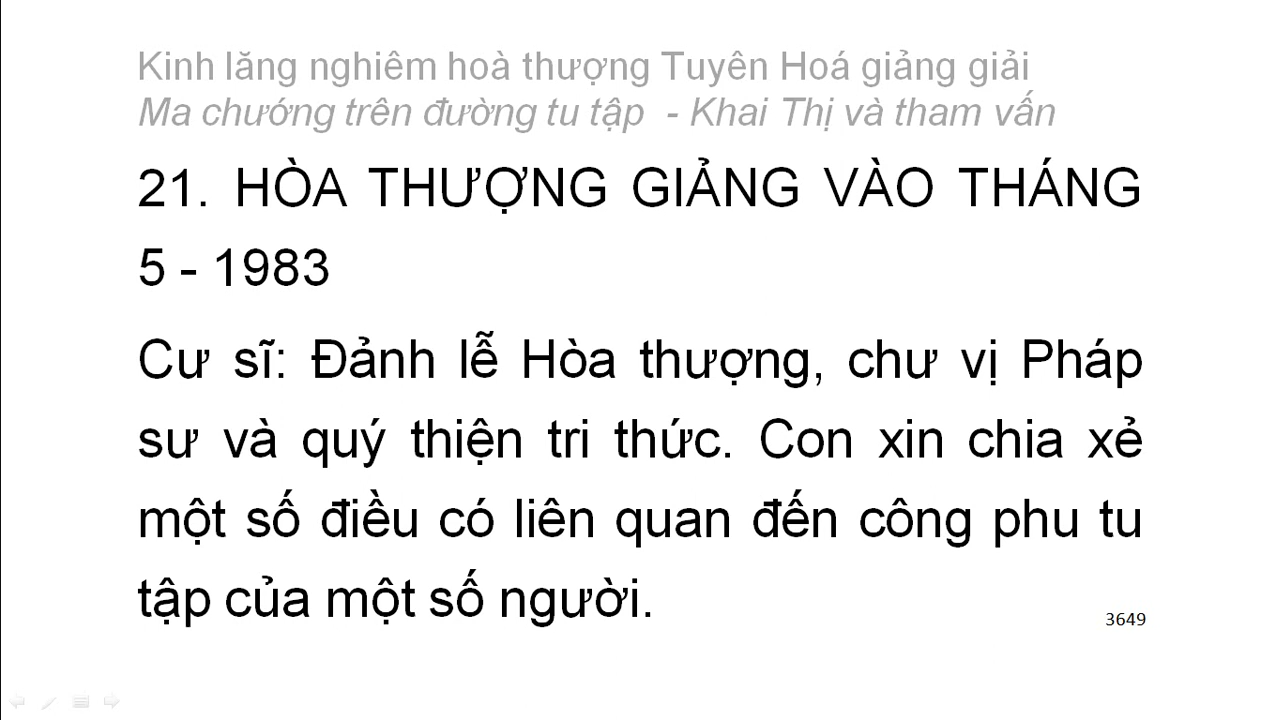 Kinh lăng nghiêm hoà thượng Tuyên Hoá giảng giải
Ma chướng trên đường tu tập - Khai Thị và tham vấn
21. HÒA THƯỢNG GIẢNG VÀO THÁNG
5 - 1983
Cư sĩ: Đảnh lễ Hòa thượng, chư vị Pháp
sư và quý thiện tri thức. Con xin chia xẻ
một số điều có liên quan đến công phu tu
tập của một số người.
3649